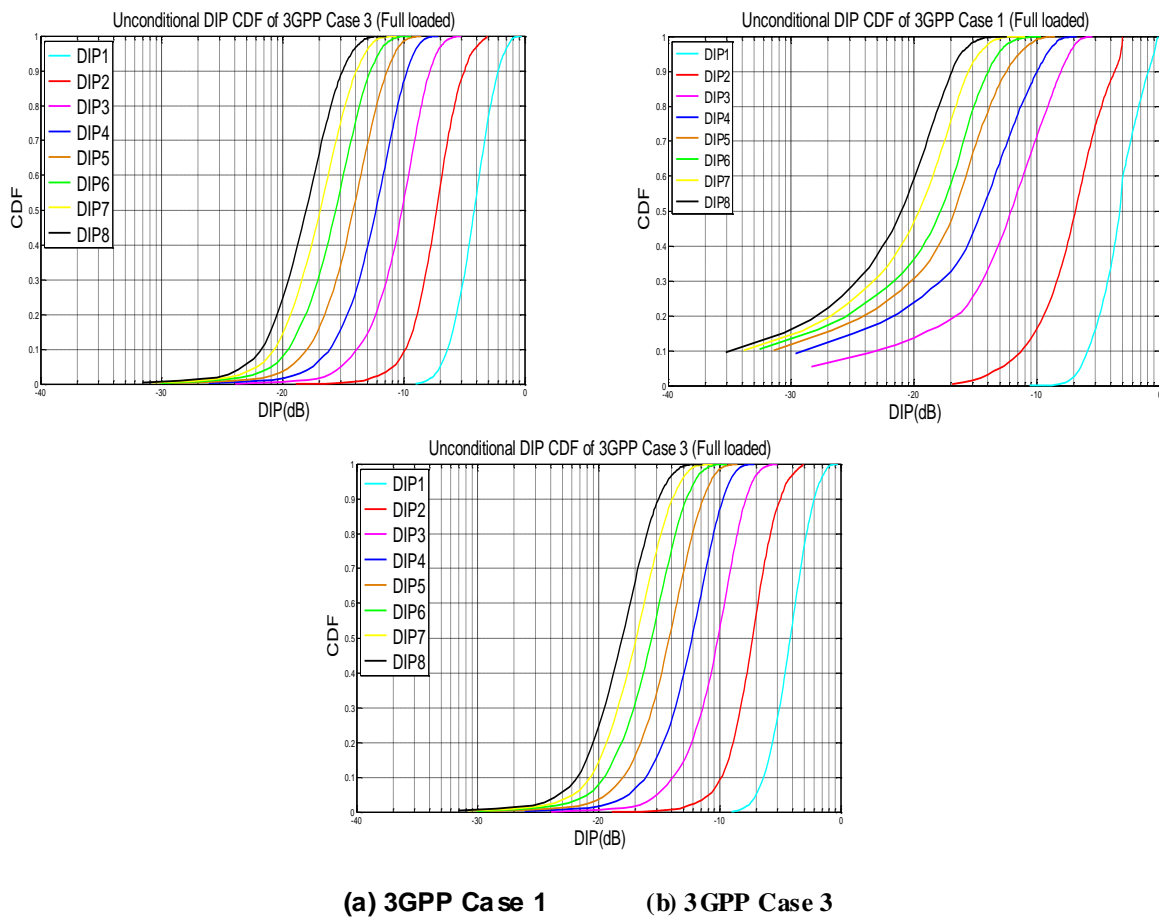 Unconditional DIP CDF of 3GPP Case 3 (Full loaded)
1
0.9
0.8
0.7
0.6
0.5
0.4
0.3
0.2
0.1
0
CDF
DIP1
DIP2
DIP3
DIP4
DIP5
DIP6
DIP7
DIP8
-40
-30
-20
-10
0
DIP(dB)
Unconditional DIP CDF of 3GPP Case 1 (Full loaded)
1
0.9
0.8
0.7
0.6
0.5
0.4
0.3
0.2
0.1
0
CDF
DIP1
DIP2
DIP3
DIP4
DIP5
DIP6
DIP7
DIP8
-40
-30
-20
-10
0
DIP(dB)
Unconditional DIP CDF of 3GPP Case 3 (Full loaded)
1
0.9
0.8
0.7
0.6
0.5
0.4
0.3
0.2
0.1
0
CDF
DIP1
DIP2
DIP3
DIP4
DIP5
DIP6
DIP7
DIP8
-40
-30
-20
-10
0
DIP(dB)
(a) 3GPP Case 1 (b) 3GPP Case 3